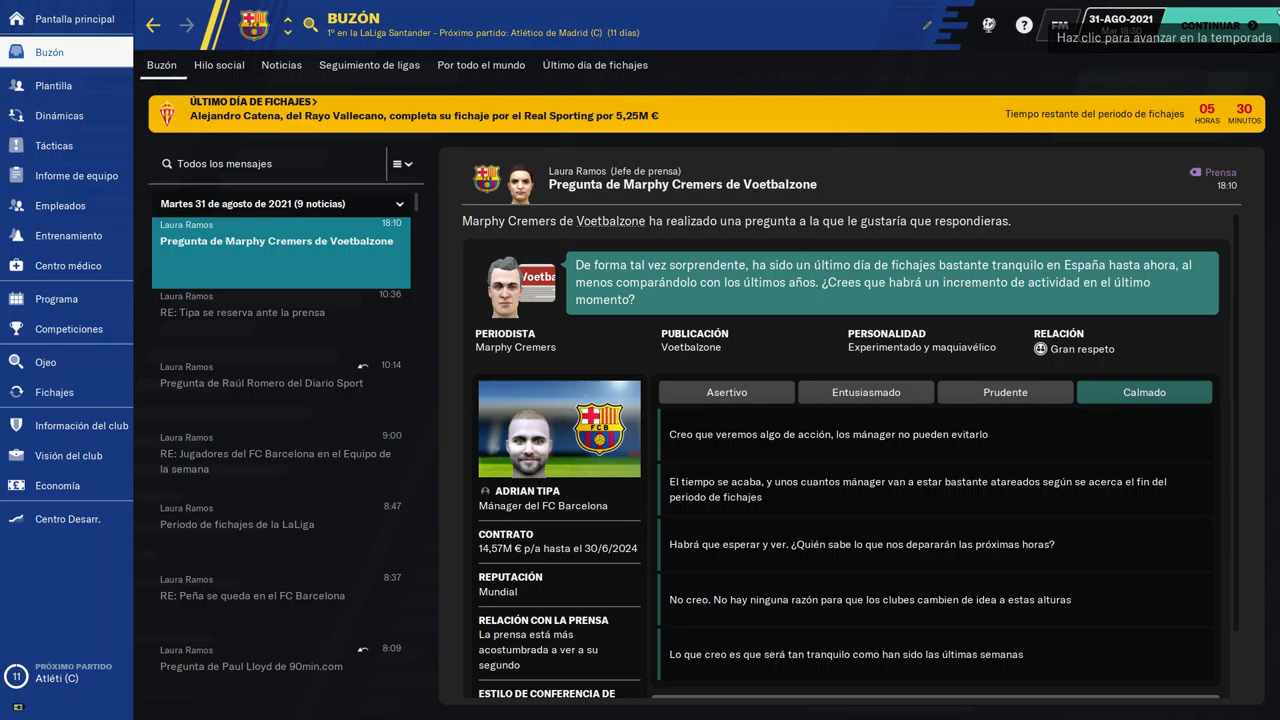 Pantalla principal
Buzón
Plantilla
Dinámicas
Tácticas
Informe de equipo
Empleados
Entrenamiento
Centro médico
Programa
Competiciones
Ojeo
Fichajes
Información del club
Visión del club
Economía
Centro Desarr.
11
PRÓXIMO PARTIDO
Atléti (C)
BUZÓN
1º en la LaLiga Santander - Próximo partido: Atlético de Madrid (C) (11 días)
FM
31-AGO-2021
Mar 18:30
CONTINUAR
Haz clic para avanzar en la temporada
Buzón
Hilo social
Noticias
Seguimiento de ligas
Por todo el mundo
Último día de fichajes
ÚLTIMO DÍA DE FICHAJES>
Alejandro Catena, del Rayo Vallecano, completa su fichaje por el Real Sporting por 5,25M €
Tiempo restante del periodo de fichajes
05
HORAS
30
MINUTOS
Todos los mensajes
Martes 31 de agosto de 2021 (9 noticias)
Laura Ramos
18:10
Pregunta de Marphy Cremers de Voetbalzone
Laura Ramos
10:36
RE: Tipa se reserva ante la prensa
Laura Ramos
10:14
Pregunta de Raúl Romero del Diario Sport
Laura Ramos
9:00
RE: Jugadores del FC Barcelona en el Equipo de
la semana
Laura Ramos
8:47
Periodo de fichajes de la LaLiga
Laura Ramos
8:37
RE: Peña se queda en el FC Barcelona
Laura Ramos
8:09
Pregunta de Paul Lloyd de 90min.com
Laura Ramos (Jefe de prensa)
Pregunta de Marphy Cremers de Voetbalzone
Prensa
18:10
Marphy Cremers de Voetbalzone ha realizado una pregunta a la que le gustaría que respondieras.
Voetba
De forma tal vez sorprendente, ha sido un último día de fichajes bastante tranquilo en España hasta ahora, al
menos comparándolo con los últimos años. ¿Crees que habrá un incremento de actividad en el último
momento?
PERIODISTA
Marphy Cremers
PUBLICACIÓN
Voetbalzone
PERSONALIDAD
Experimentado y maquiavélico
RELACIÓN
Gran respeto
FCB
ADRIAN TIPA
Mánager del FC Barcelona
CONTRATO
14,57M € p/a hasta el 30/6/2024
REPUTACIÓN
Mundial
RELACIÓN CON LA PRENSA
La prensa está más
acostumbrada a ver a su
segundo
ESTILO DE CONFERENCIA DE
Asertivo
Entusiasmado
Prudente
Calmado
Creo que veremos algo de acción, los mánager no pueden evitarlo
El tiempo se acaba, y unos cuantos mánager van a estar bastante atareados según se acerca el fin del
periodo de fichajes
Habrá que esperar y ver. ¿Quién sabe lo que nos depararán las próximas horas?
No creo. No hay ninguna razón para que los clubes cambien de idea a estas alturas
Lo que creo es que será tan tranquilo como han sido las últimas semanas